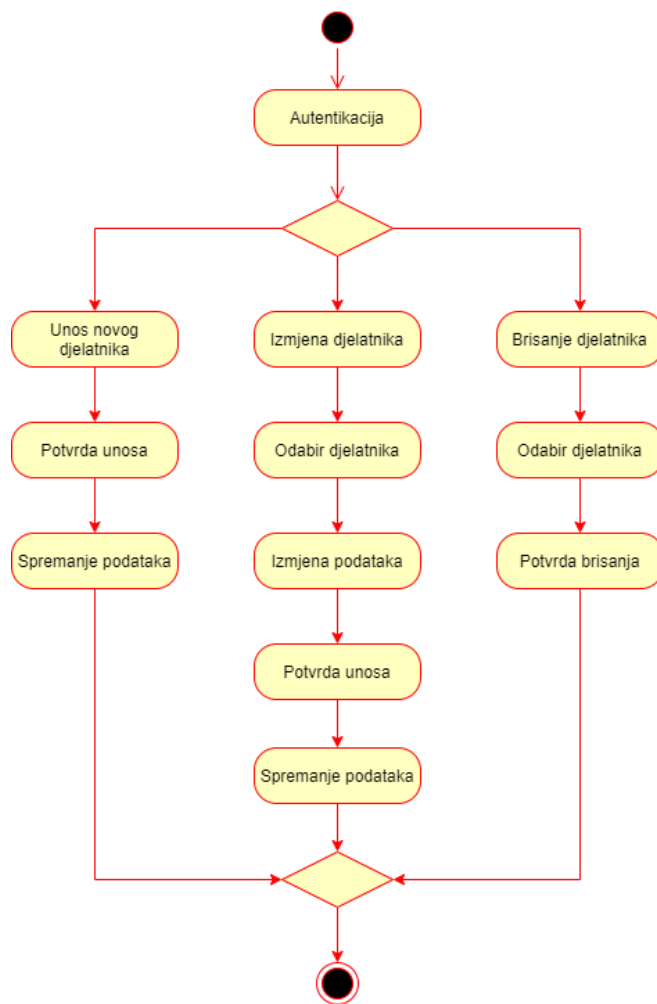 Autentikacija
Unos novog
djelatnika
Izmjena djelatnika
Brisanje djelatnika
Potvrda unosa
Odabir djelatnika
Odabir djelatnika
Spremanje podataka
Izmjena podataka
Potvrda brisanja
Potvrda unosa
Spremanje podataka